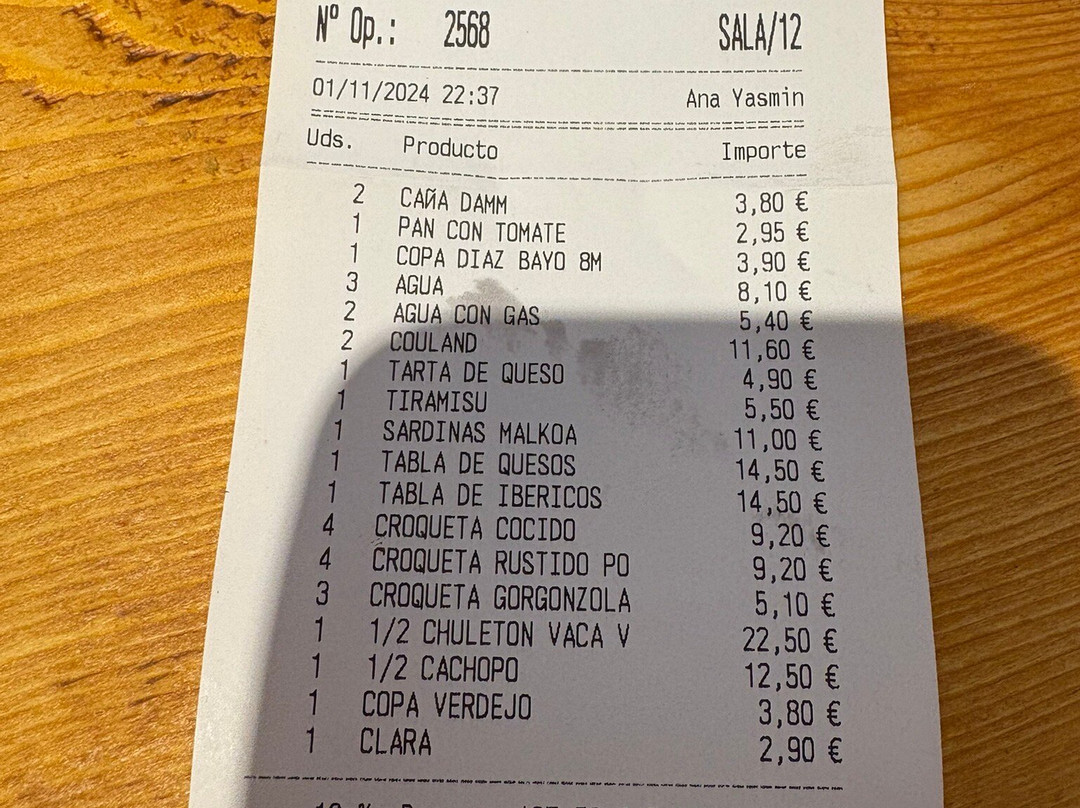 Nº Op.: 2568 SALA/12
01/11/2024 22:37 Ana Yasmin
Uds. Producto Importe
2 CAÑA DAMM 3,80 €
1 PAN CON TOMATE 2,95 €
1 COPA DIAZ BAYO 8M 3,90 €
3 AGUA 8,10 €
2 AGUA CON GAS 5,40 €
2 COULAND 11,60 €
1 TARTA DE QUESO 4,90 €
1 TIRAMISU 5,50 €
1 SARDINAS MALKOA 11,00 €
1 TABLA DE QUESOS 14,50 €
1 TABLA DE IBERICOS 14,50 €
4 CROQUETA COCIDO 9,20 €
4 CROQUETA RUSTIDO PO 9,20 €
3 CROQUETA GORGONZOLA 5,10 €
1 1/2 CHULETON VACA V 22,50 €
1 1/2 CACHOPO 12,50 €
1 COPA VERDEJO 3,80 €
1 CLARA 2,90 €